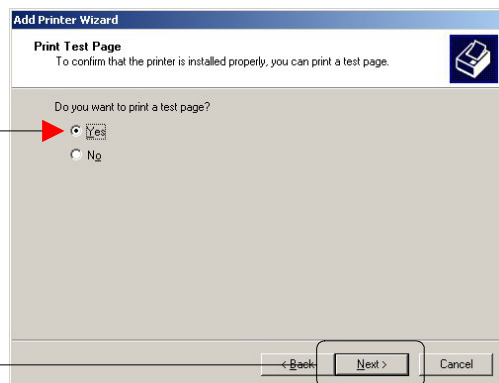 Add Printer Wizard
Print Test Page
To confirm that the printer is installed properly, you can print a test page.
Do you want to print a test page?
Yes
No
< Back
Next >
Cancel